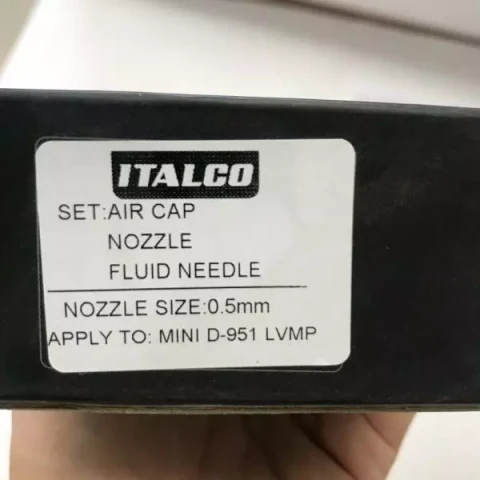 ITALCO
SET:AIR CAP
NOZZLE
FLUID NEEDLE
NOZZLE SIZE:0.5mm
APPLY TO: MINI D-951 LVMP